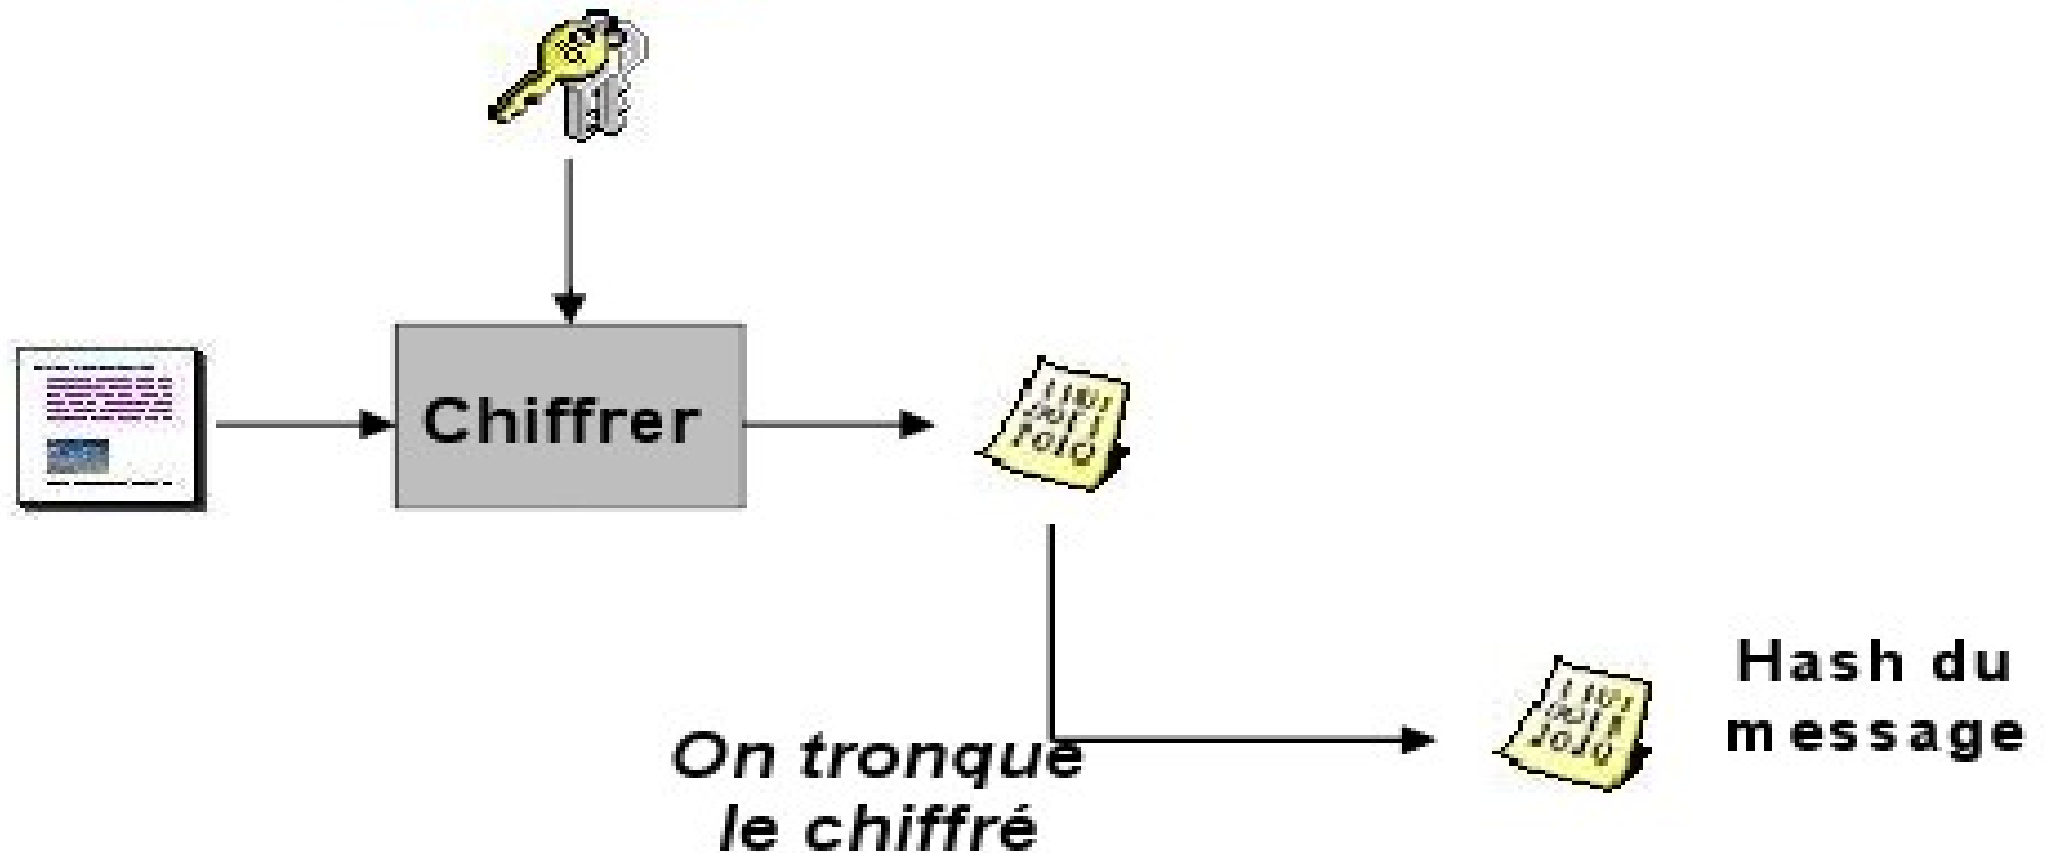 Chiffrer
On tronque
le chiffré
Hash du
message